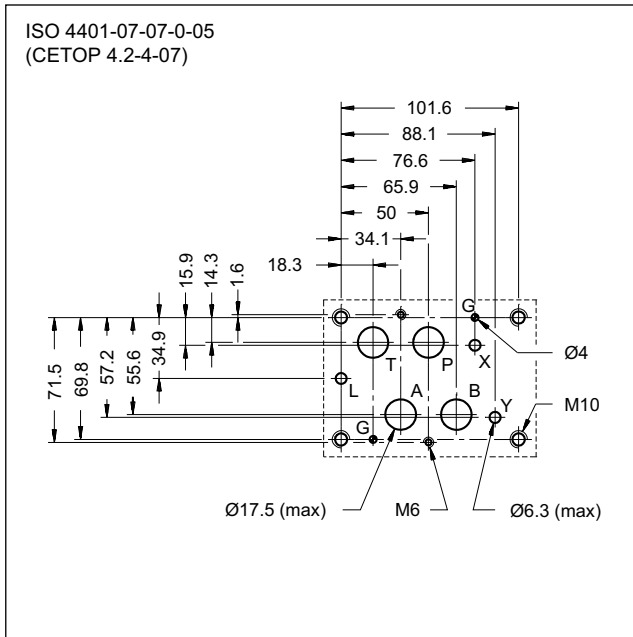 ISO 4401-07-07-0-05
(CETOP 4.2-4-07)
101.6
88.1
76.6
65.9
50
34.1
18.3
15.9
14.3
1.6
G
71.5
69.8
57.2
55.6
34.9
T
P
X
Ø4
L
A
B
Y
M10
G
Ø17.5 (max)
M6
Ø6.3 (max)